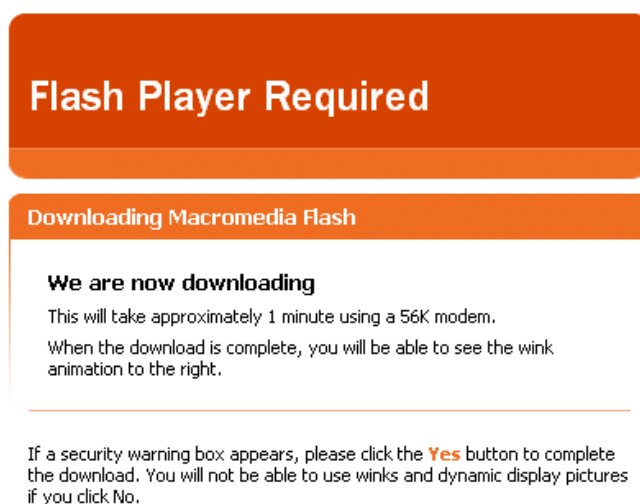 Flash Player Required
Downloading Macromedia Flash
We are now downloading
This will take approximately 1 minute using a 56K modem.
When the download is complete, you will be able to see the wink
animation to the right.
If a security warning box appears, please click the Yes button to complete
the download. You will not be able to use winks and dynamic display pictures
if you click No.